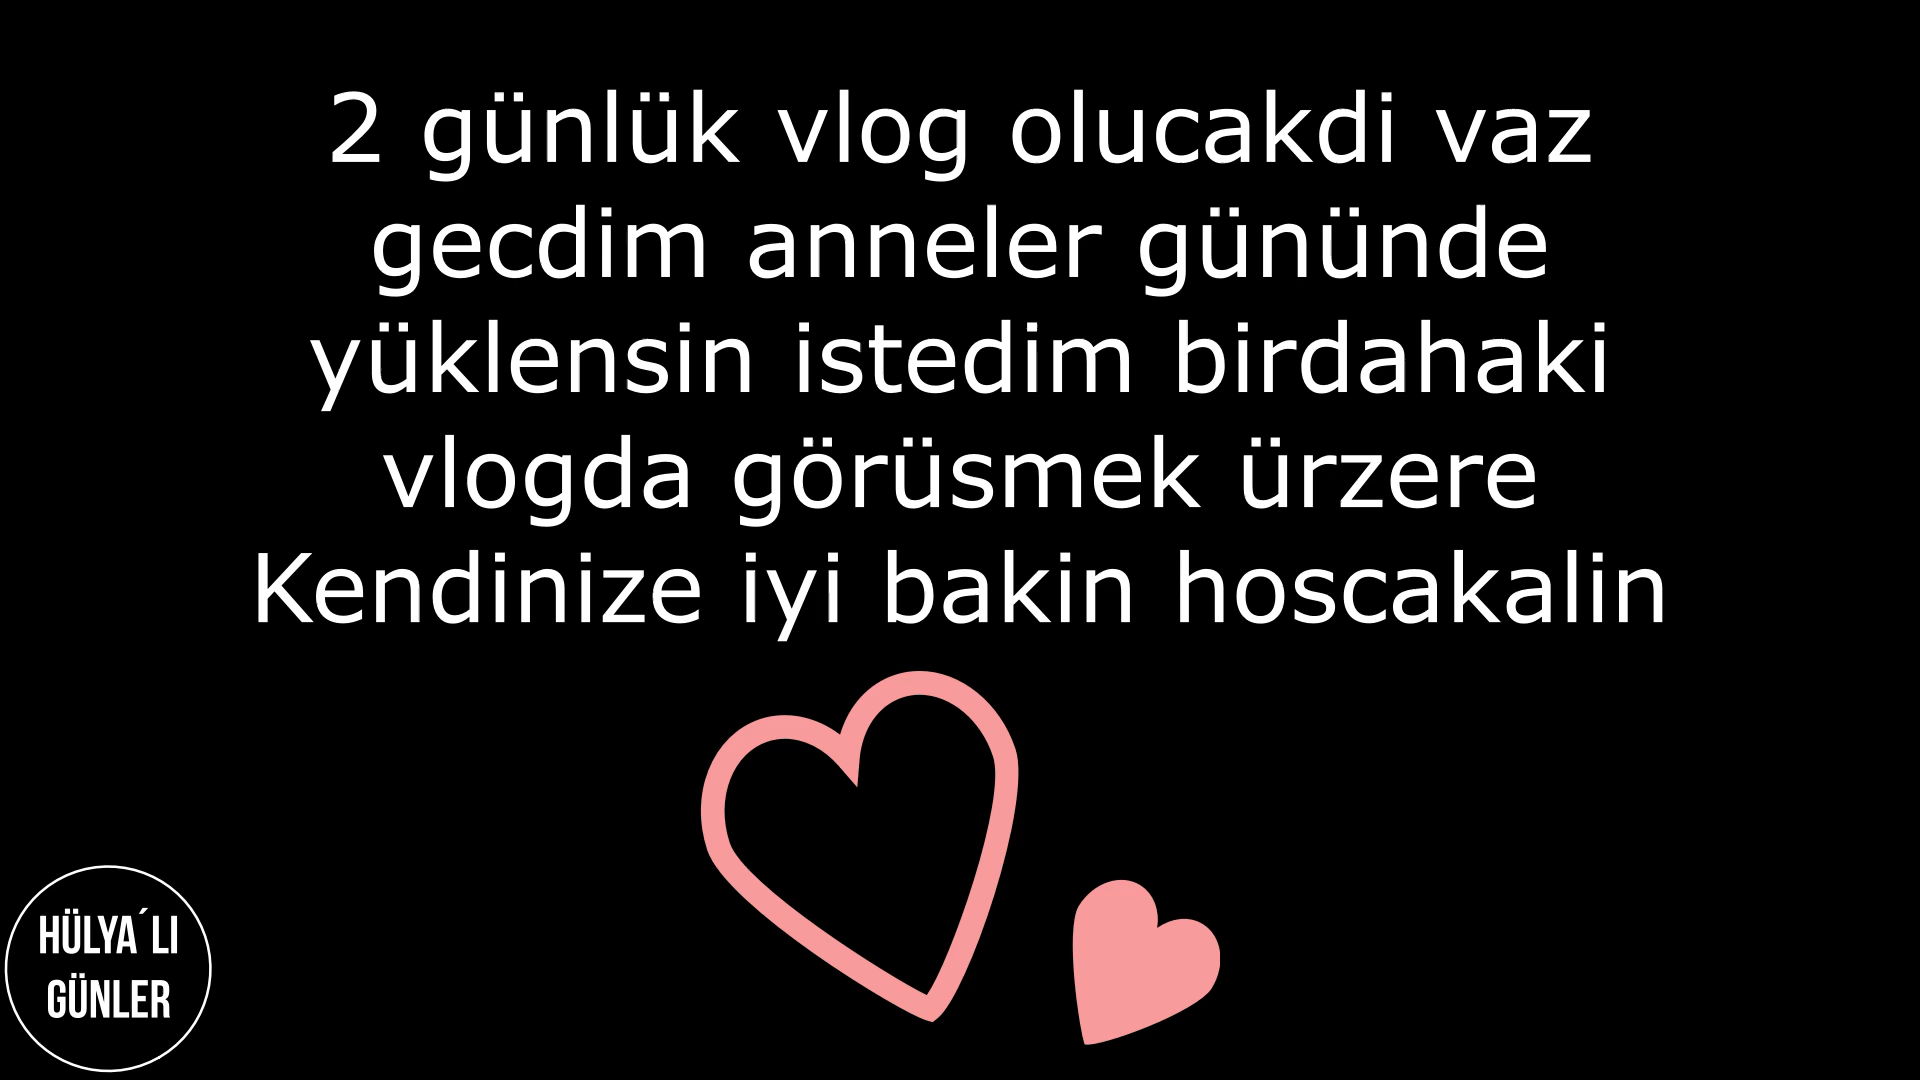 2 günlük vlog olucakdi vaz
gecdim anneler gününde
yüklensin istedim birdahaki
vlogda görüsmek ürzere
Kendinize iyi bakin hoscakalin
HÜLYA´LI
GÜNLER